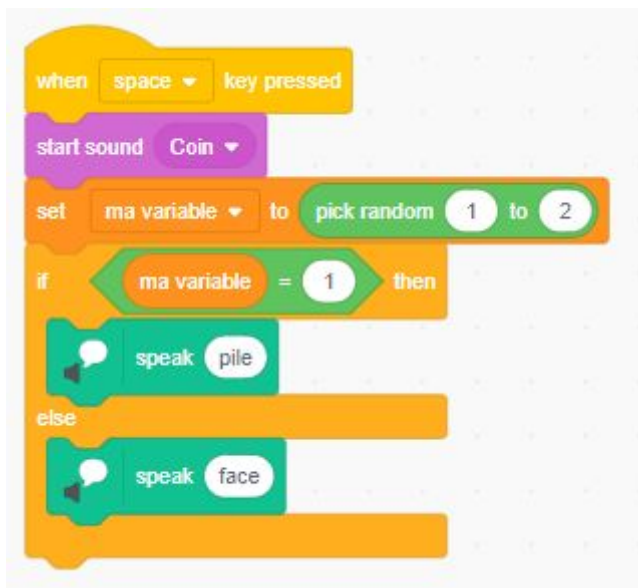 when space key pressed
start sound Coin
set ma variable to pick random 1 to 2
if ma variable = 1 then
speak pile
else
speak face